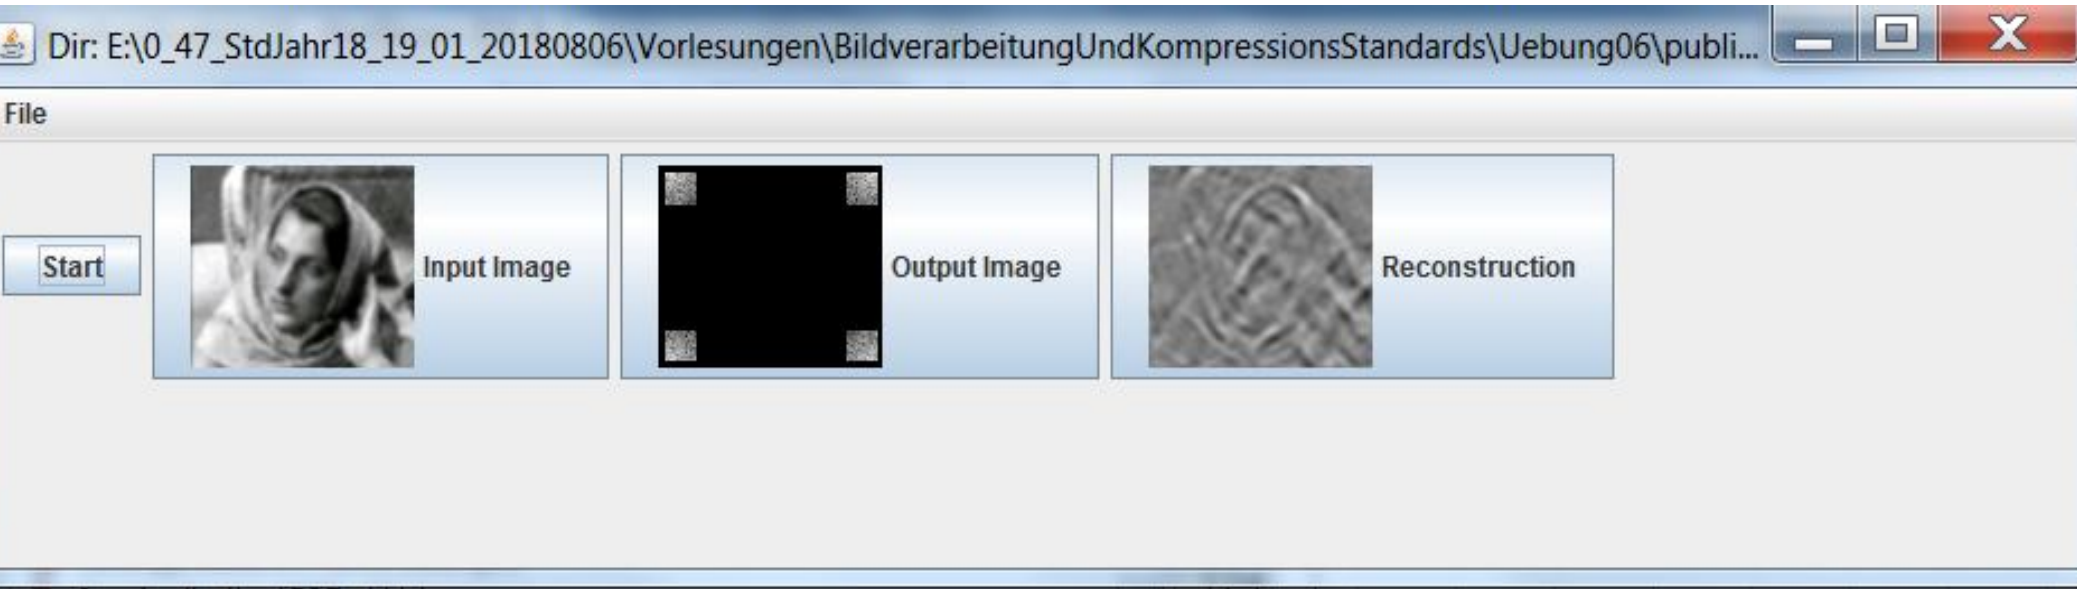 Dir: E:\0_47_StdJahr18_19_01_20180806\Vorlesungen\BildverarbeitungUndKompressionsStandards\Uebung06\publi...
File
Start
Input Image
Output Image
Reconstruction